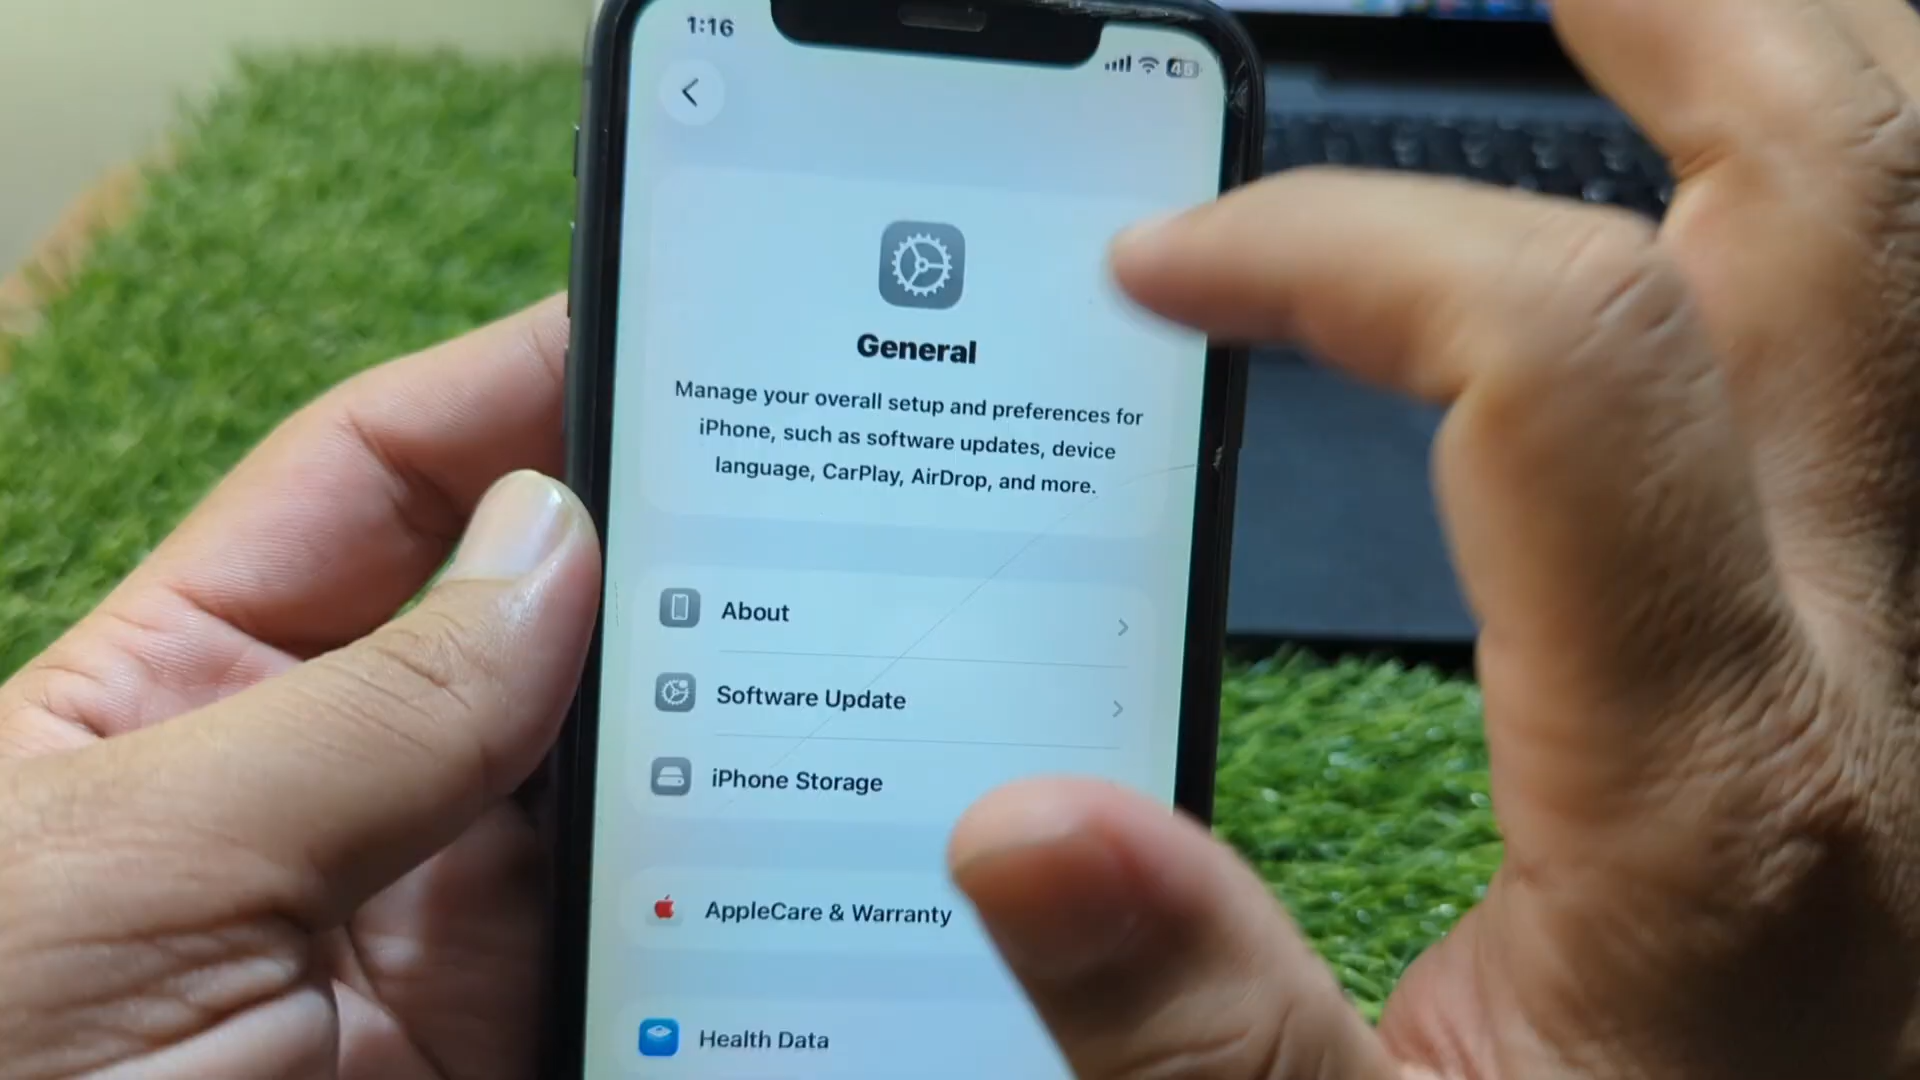 1:16
General
Manage your overall setup and preferences for
iPhone, such as software updates, device
language, CarPlay, AirDrop, and more.
About
Software Update
iPhone Storage
AppleCare & Warranty
Health Data